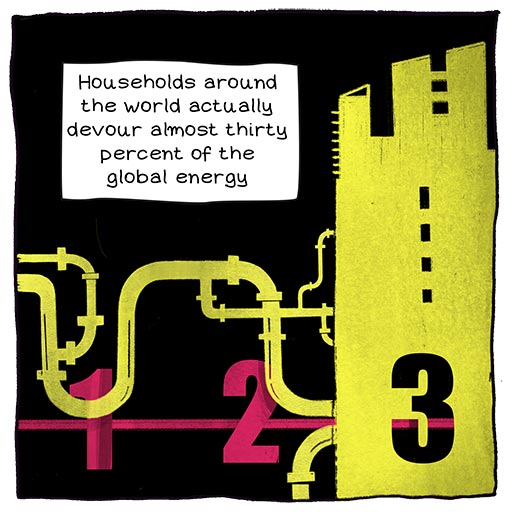 Households around
the world actually
devour almost thirty
percent of the
global energy
1 2 3